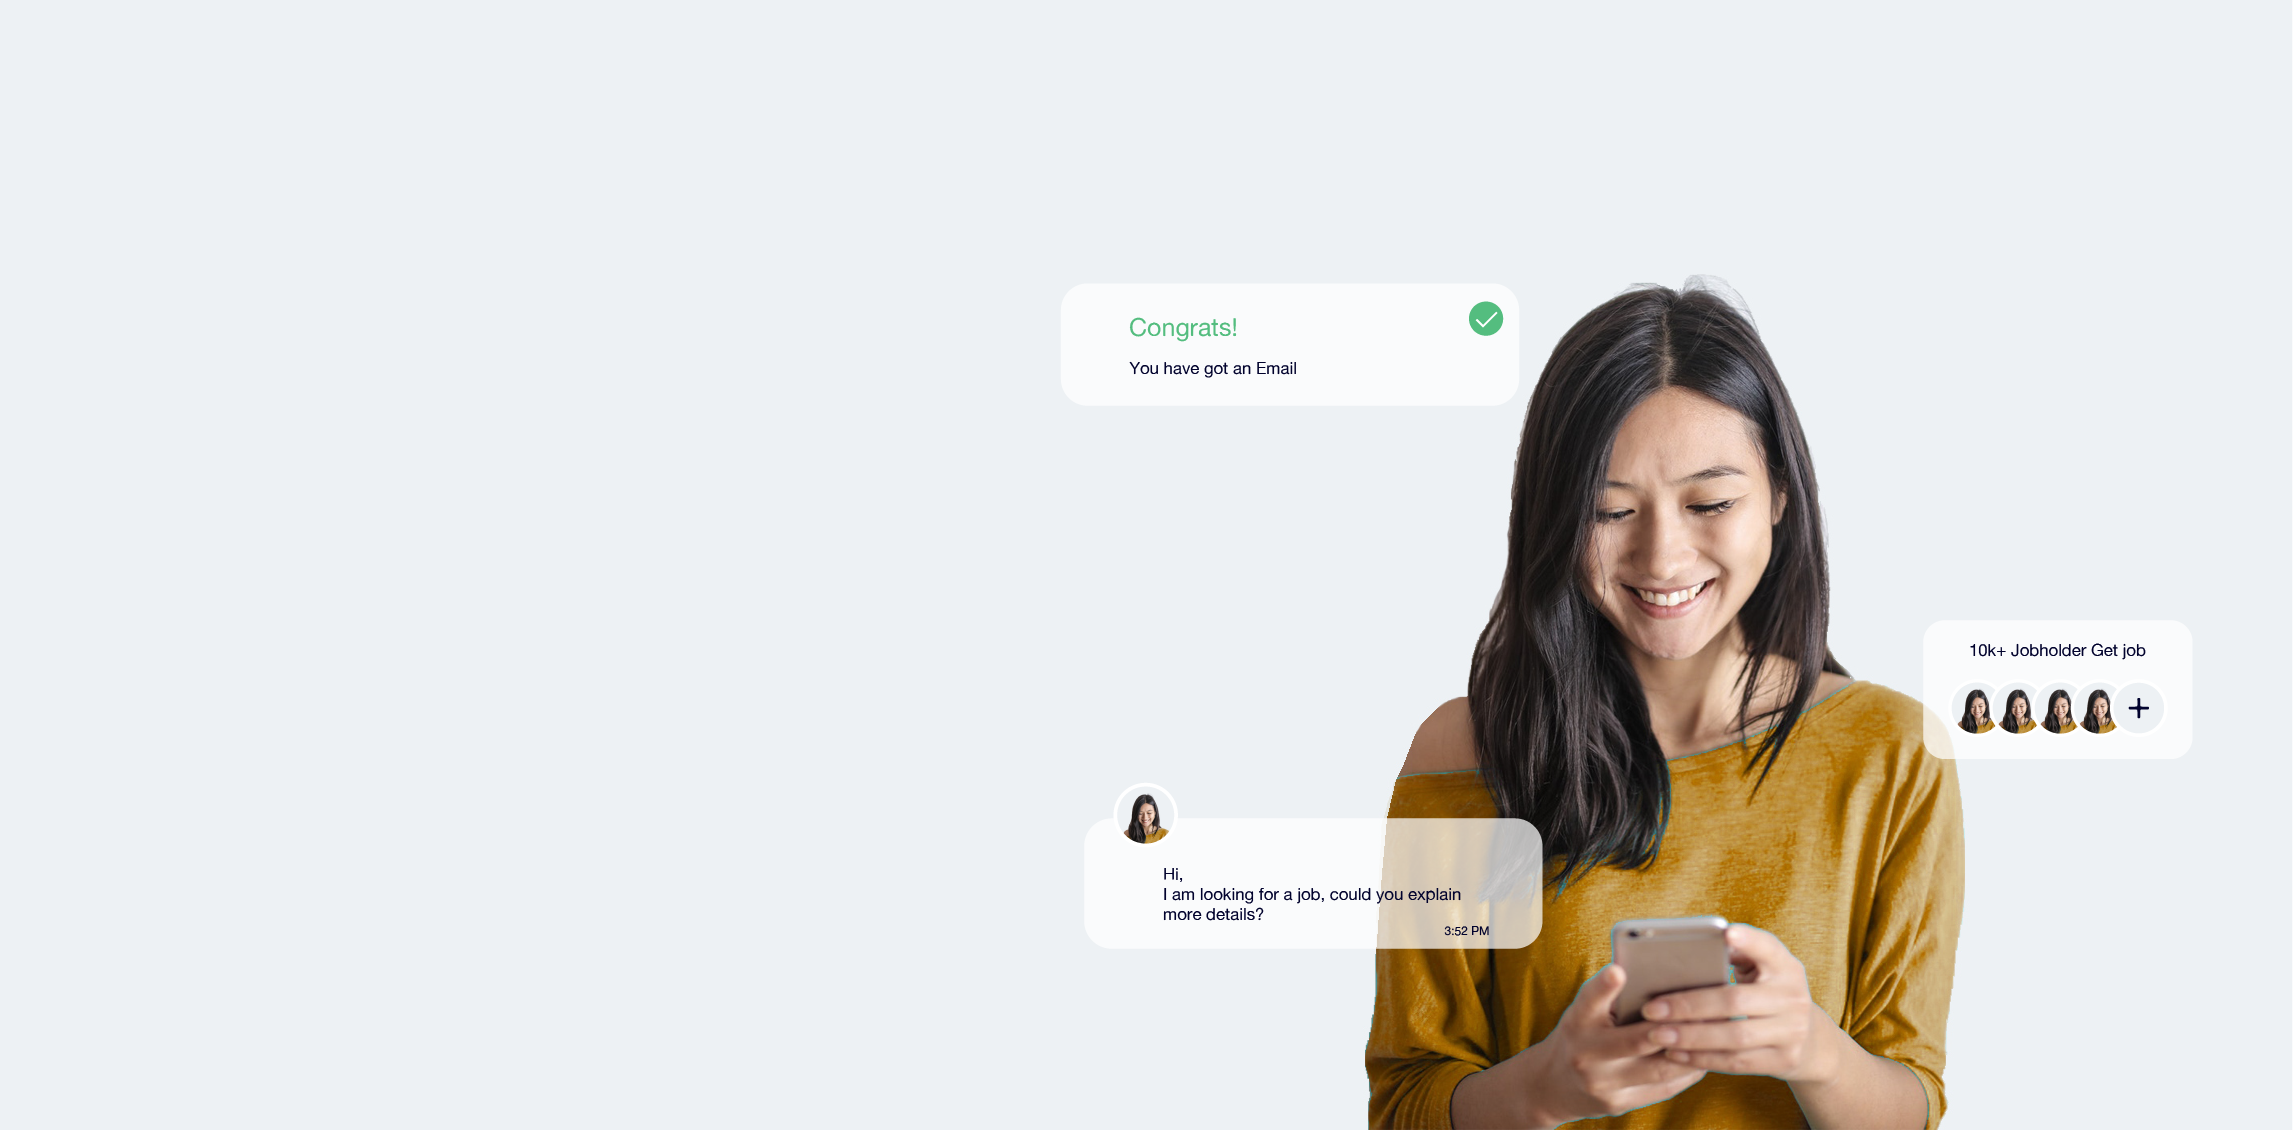 Congrats!
You have got an Email
10k+ Jobholder Get job
Hi,
I am looking for a job, could you explain
more details?
3:52 PM